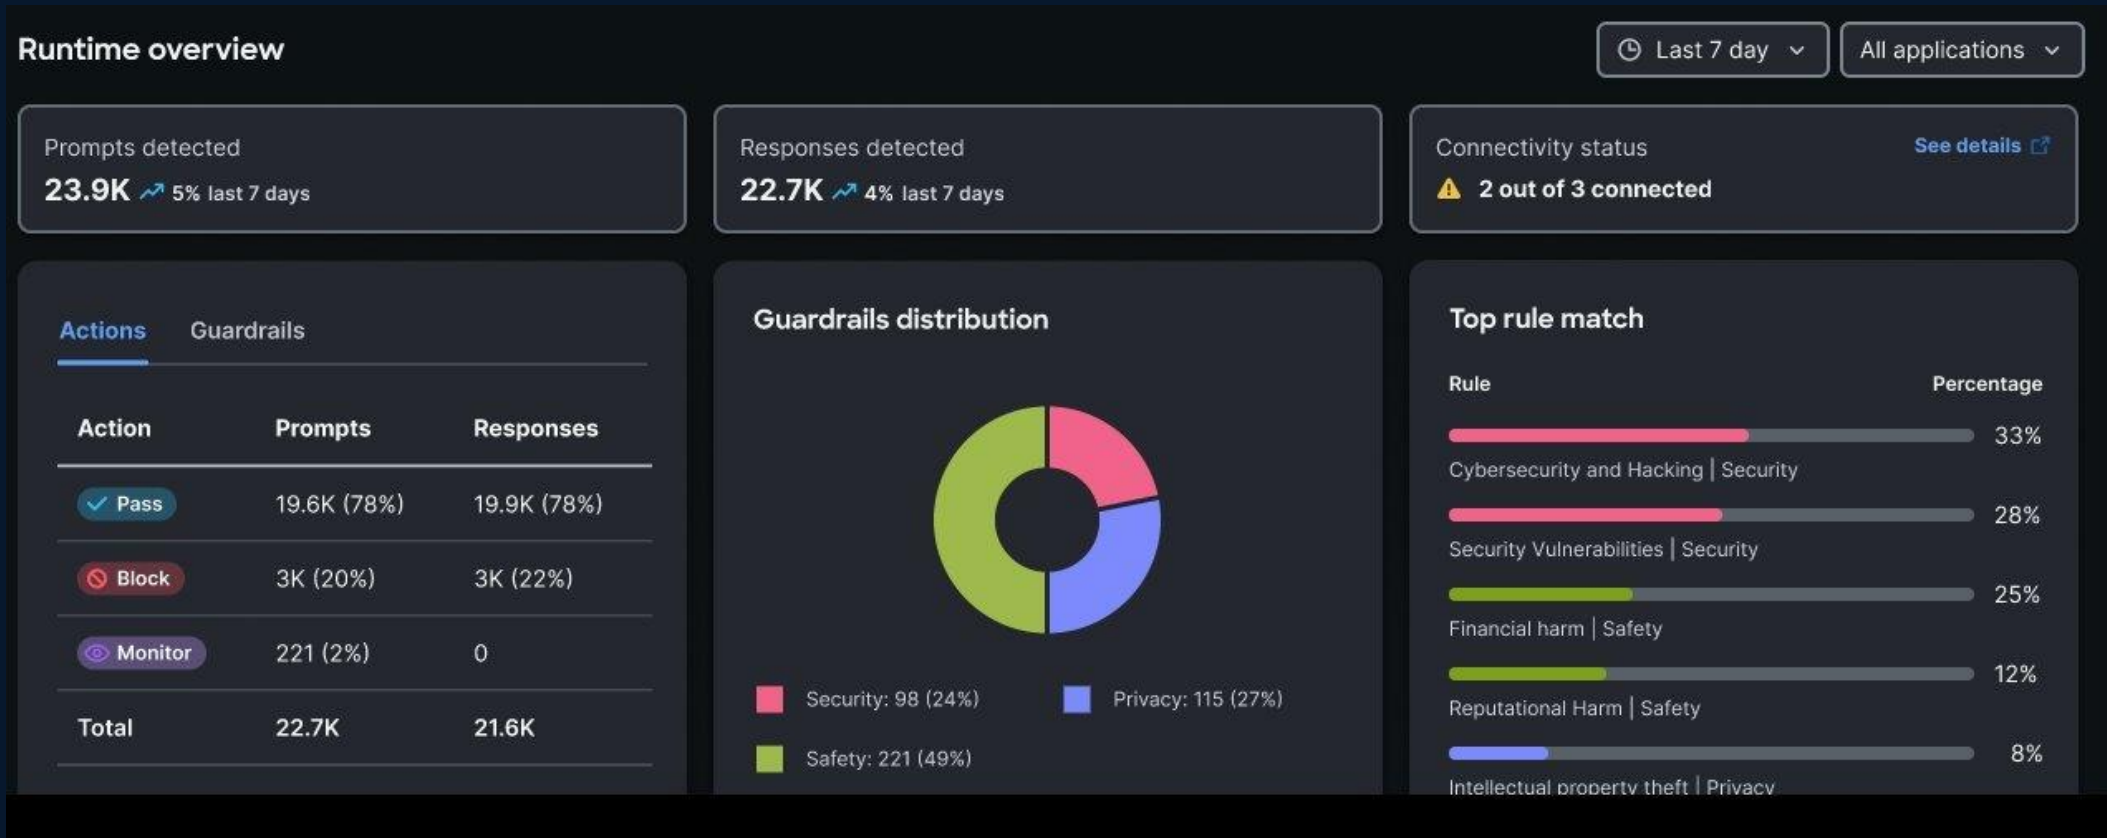 Runtime overview
Last 7 day
All applications
Prompts detected
23.9K 5% last 7 days
Responses detected
22.7K 4% last 7 days
Connectivity status
See details
2 out of 3 connected
Actions Guardrails
Action Prompts Responses
Pass 19.6K (78%) 19.9K (78%)
Block 3K (20%) 3K (22%)
Monitor 221 (2%) 0
Total 22.7K 21.6K
Guardrails distribution
Security: 98 (24%) Privacy: 115 (27%)
Safety: 221 (49%)
Top rule match
Rule Percentage
33%
Cybersecurity and Hacking | Security
28%
Security Vulnerabilities | Security
25%
Financial harm | Safety
12%
Reputational Harm | Safety
8%
Intellectual property theft | Privacy